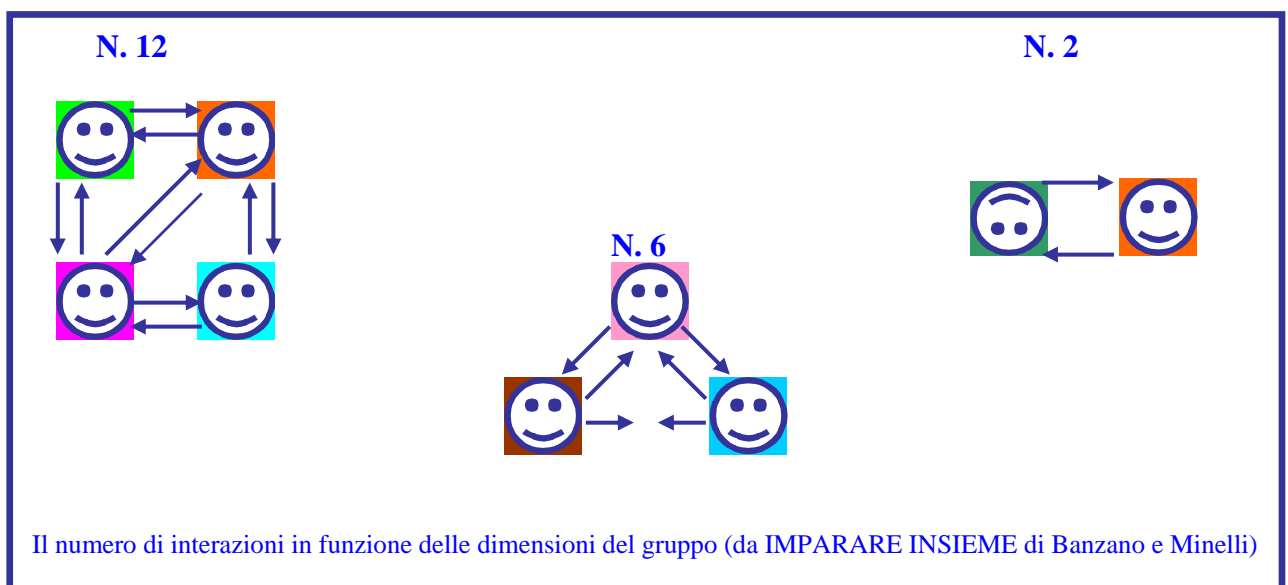 N. 12
N. 2
N. 6
Il numero di interazioni in funzione delle dimensioni del gruppo (da IMPARARE INSIEME di Banzano e Minelli)